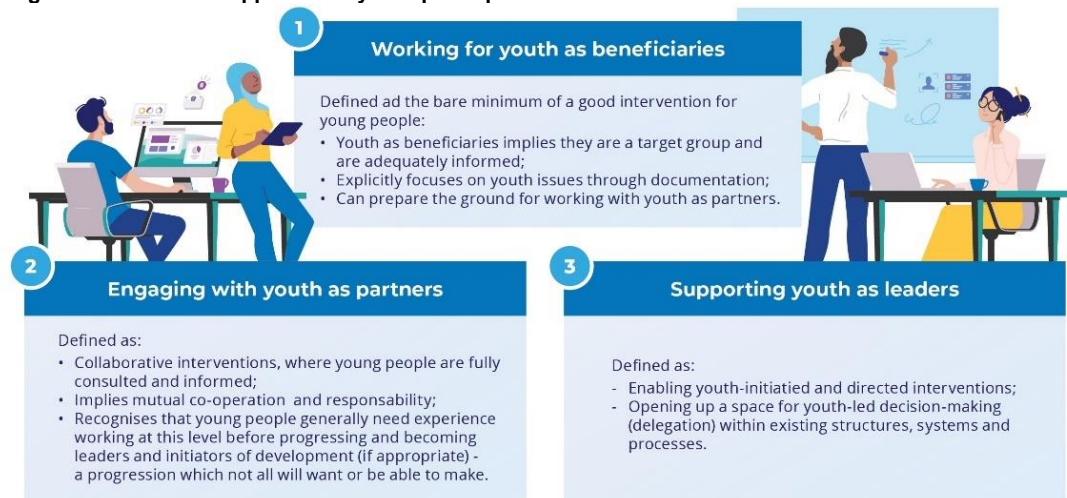 1
Working for youth as beneficiaries
Defined ad the bare minimum of a good intervention for
young people:
• Youth as beneficiaries implies they are a target group and
are adequately informed;
• Explicitly focuses on youth issues through documentation;
• Can prepare the ground for working with youth as partners.
2
Engaging with youth as partners
Defined as:
• Collaborative interventions, where young people are fully
consulted and informed;
• Implies mutual co-operation and responsability;
• Recognises that young people generally need experience
working at this level before progressing and becoming
leaders and initiators of development (if appropriate) -
a progression which not all will want or be able to make.
3
Supporting youth as leaders
Defined as:
- Enabling youth-initiatied and directed interventions;
- Opening up a space for youth-led decision-making
(delegation) within existing structures, systems and
processes.